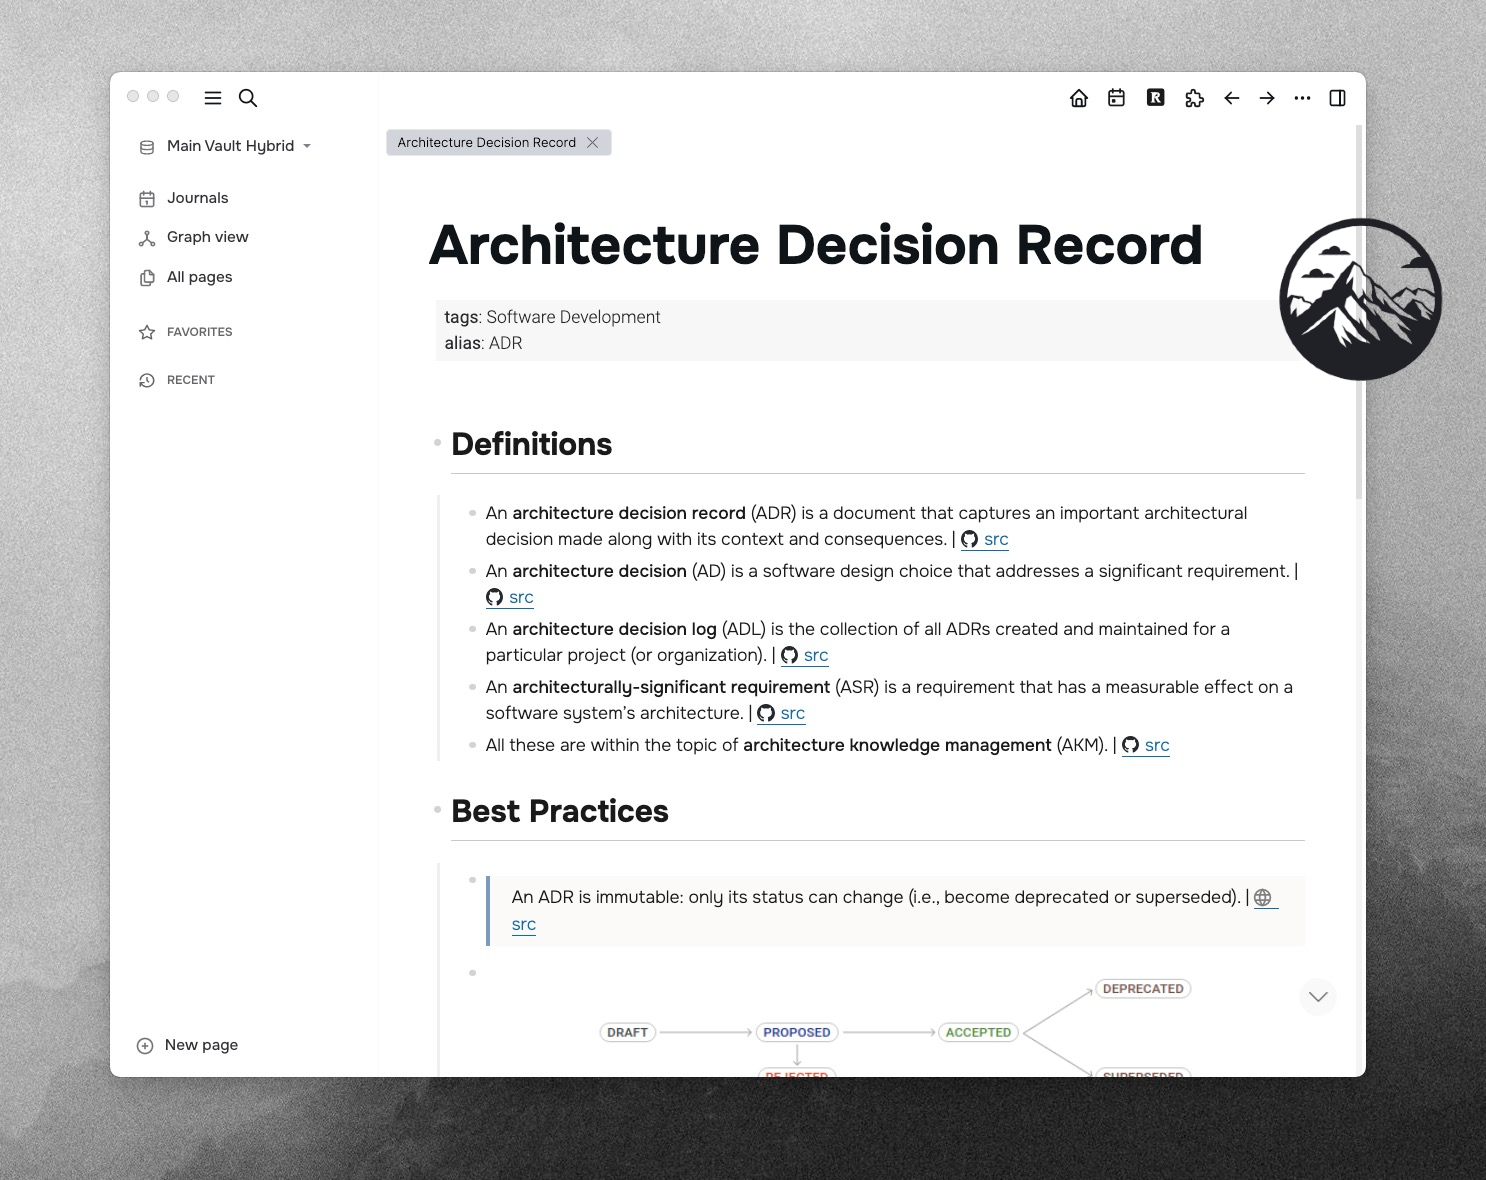 Main Vault Hybrid
Journals
Graph view
All pages
FAVORITES
RECENT
New page
Architecture Decision Record
Architecture Decision Record
tags: Software Development
alias: ADR
Definitions
An architecture decision record (ADR) is a document that captures an important architectural
decision made along with its context and consequences. | src
An architecture decision (AD) is a software design choice that addresses a significant requirement. |
src
An architecture decision log (ADL) is the collection of all ADRs created and maintained for a
particular project (or organization). | src
An architecturally-significant requirement (ASR) is a requirement that has a measurable effect on a
software system’s architecture. | src
All these are within the topic of architecture knowledge management (AKM). | src
Best Practices
An ADR is immutable: only its status can change (i.e., become deprecated or superseded). |
src
DEPRECATED
DRAFT PROPOSED ACCEPTED
REJECTED SUPERSEDED